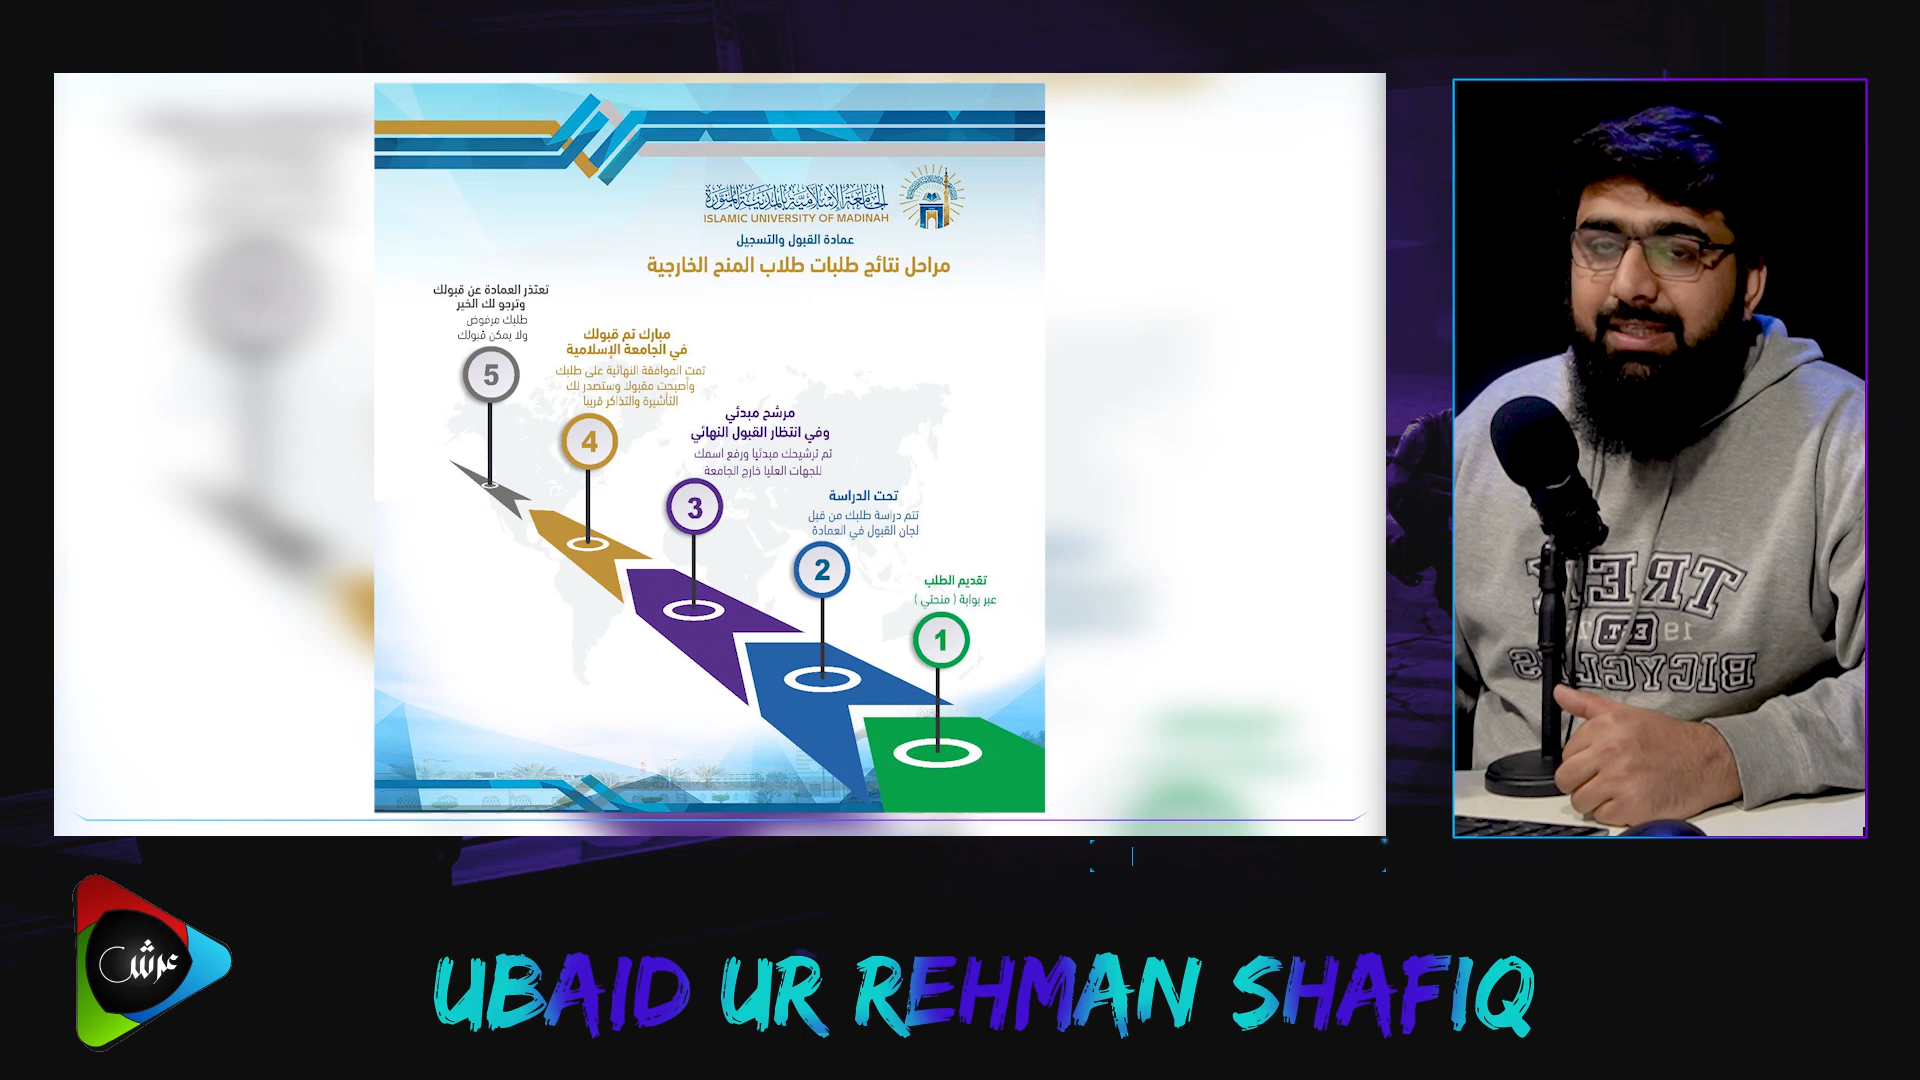 الجامعة الإسلامية بالمدينة المنورة
ISLAMIC UNIVERSITY OF MADINAH
عمادة القبول والتسجيل
مراحل نتائج طلبات طلاب المنح الخارجية
تعتذر العمادة عن قبولك
وترجو لك الخير
طلبك مرفوض
ولا يمكن قبولك
5
مبارك تم قبولك
في الجامعة الإسلامية
تمت الموافقة النهائية على طلبك
وأصبحت مقبولا وستصدر لك
التأشيرة والتذاكر قريبا
4
مرشح مبدئي
وفي انتظار القبول النهائي
تم ترشيحك مبدئيا ورفع اسمك
للجهات العليا خارج الجامعة
3
تحت الدراسة
تتم دراسة طلبك من قبل
لجان القبول في العمادة
2
تقديم الطلب
عبر بوابة ( منحتي )
1
EST.
BICYCLES
UBAID UR REHMAN SHAFIQ